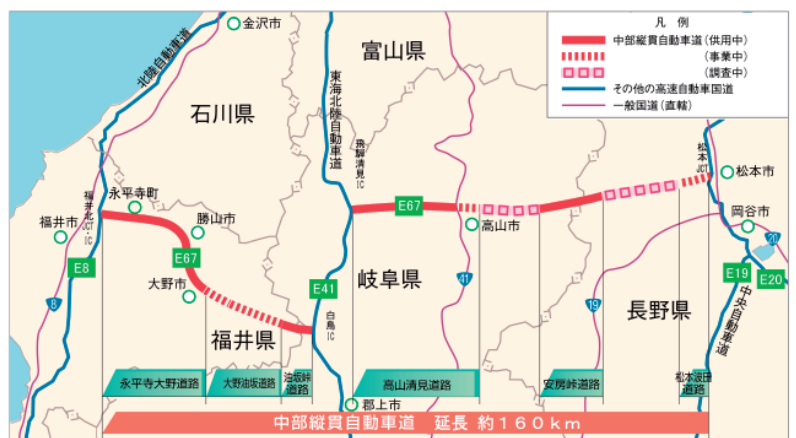 凡 例
中部縦貫自動車道(供用中)
(事業中)
(調査中)
その他の高速自動車国道
一般国道(直轄)
金沢市
北陸自動車道
石川県
富山県
東海北陸自動車道
飛騨清見IC
松本JCT
松本市
岡谷市
永平寺町
福井北JCT・IC
福井市
勝山市
大野市
E67
E67
高山市
E8
E41
E19
E20
20
8
41
19
岐阜県
長野県
福井県
白鳥IC
中央自動車道
永平寺大野道路
大野油坂道路
油坂峠道路
高山清見道路
安房峠道路
松本波田道路
郡上市
中部縦貫自動車道 延長 約160km